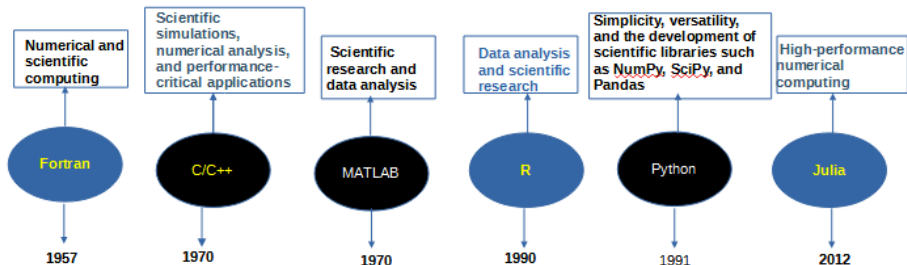 Numerical and
scientific
computing
Scientific
simulations,
numerical analysis,
and performance-
critical applications
Scientific
research and
data analysis
Data analysis
and scientific
research
Simplicity, versatility,
and the development of
scientific libraries such
as NumPy, SciPy, and
Pandas
High-performance
numerical
computing
Fortran
C/C++
MATLAB
R
Python
Julia
1957
1970
1970
1990
1991
2012